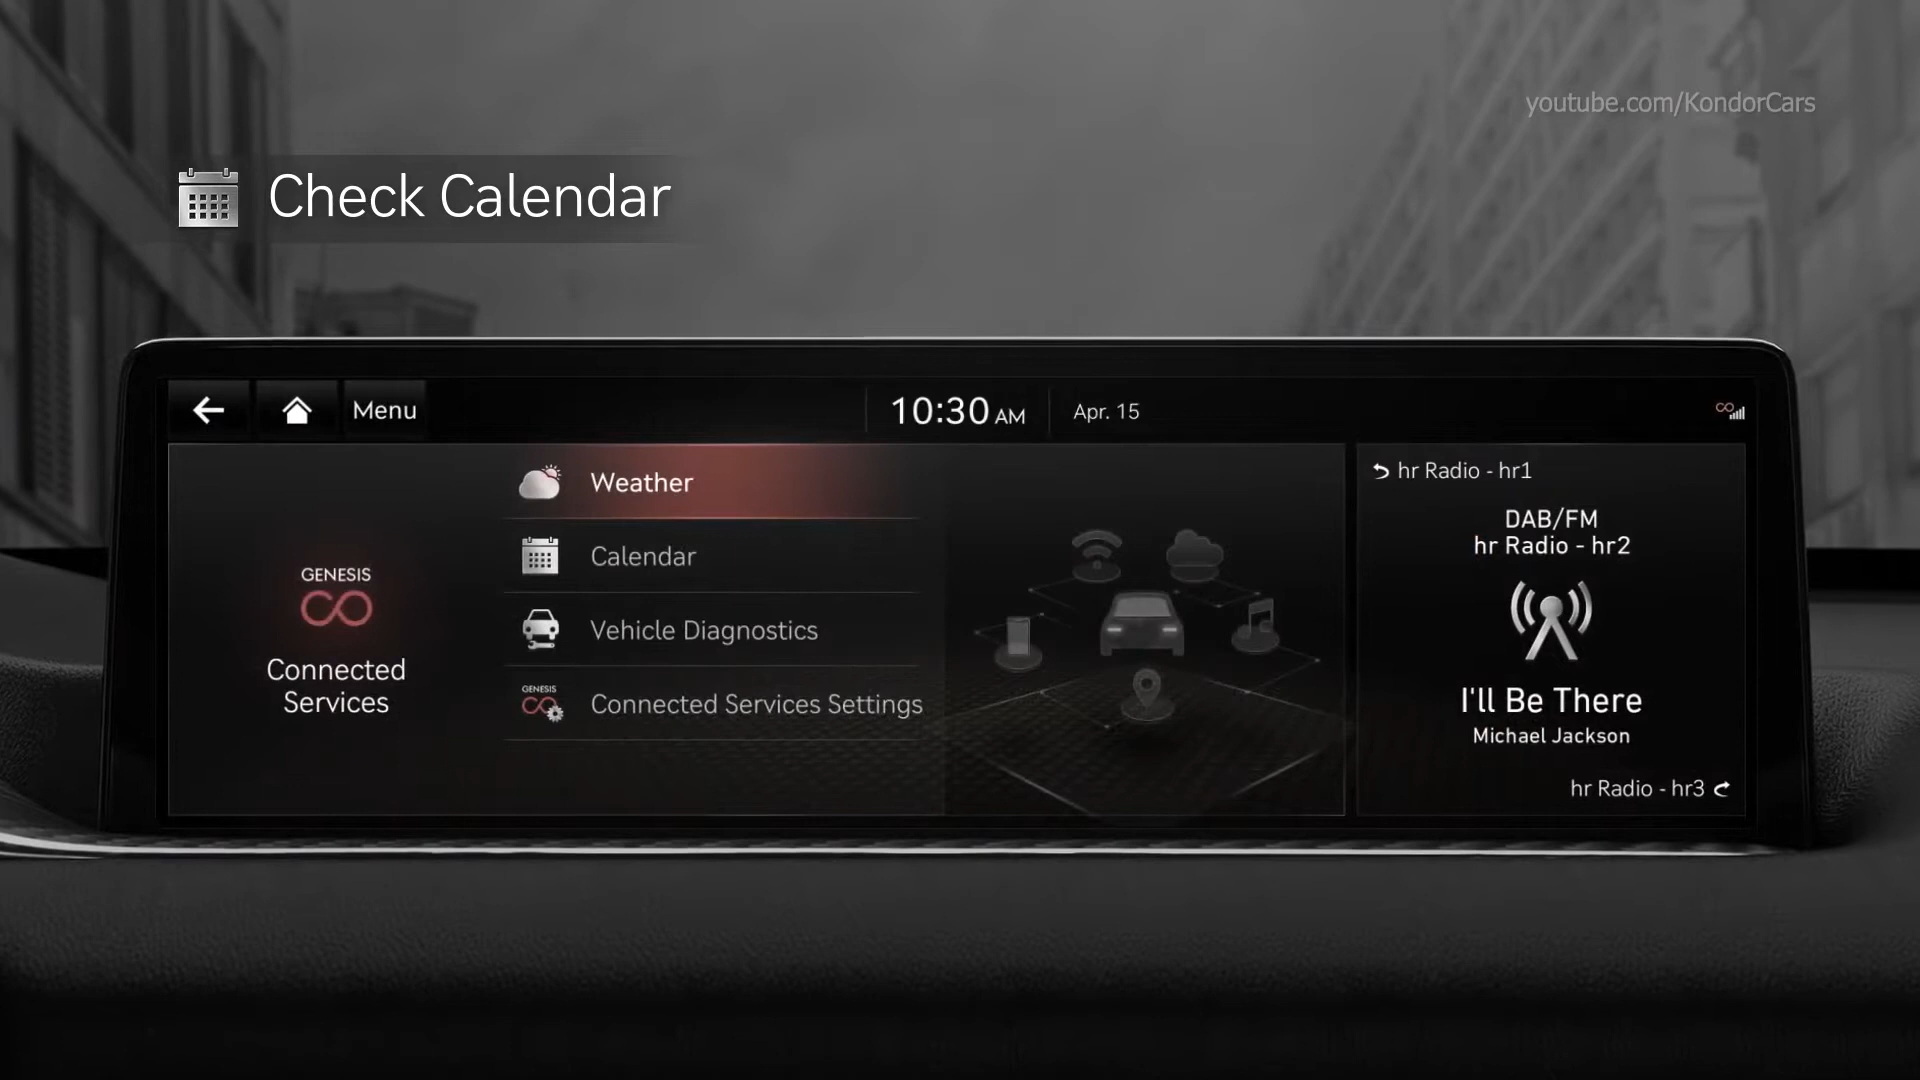 youtube.com/KondorCars
Check Calendar
Menu
10:30 AM
Apr. 15
GENESIS
Connected
Services
Weather
Calendar
Vehicle Diagnostics
GENESIS
Connected Services Settings
hr Radio - hr1
DAB/FM
hr Radio - hr2
I'll Be There
Michael Jackson
hr Radio - hr3